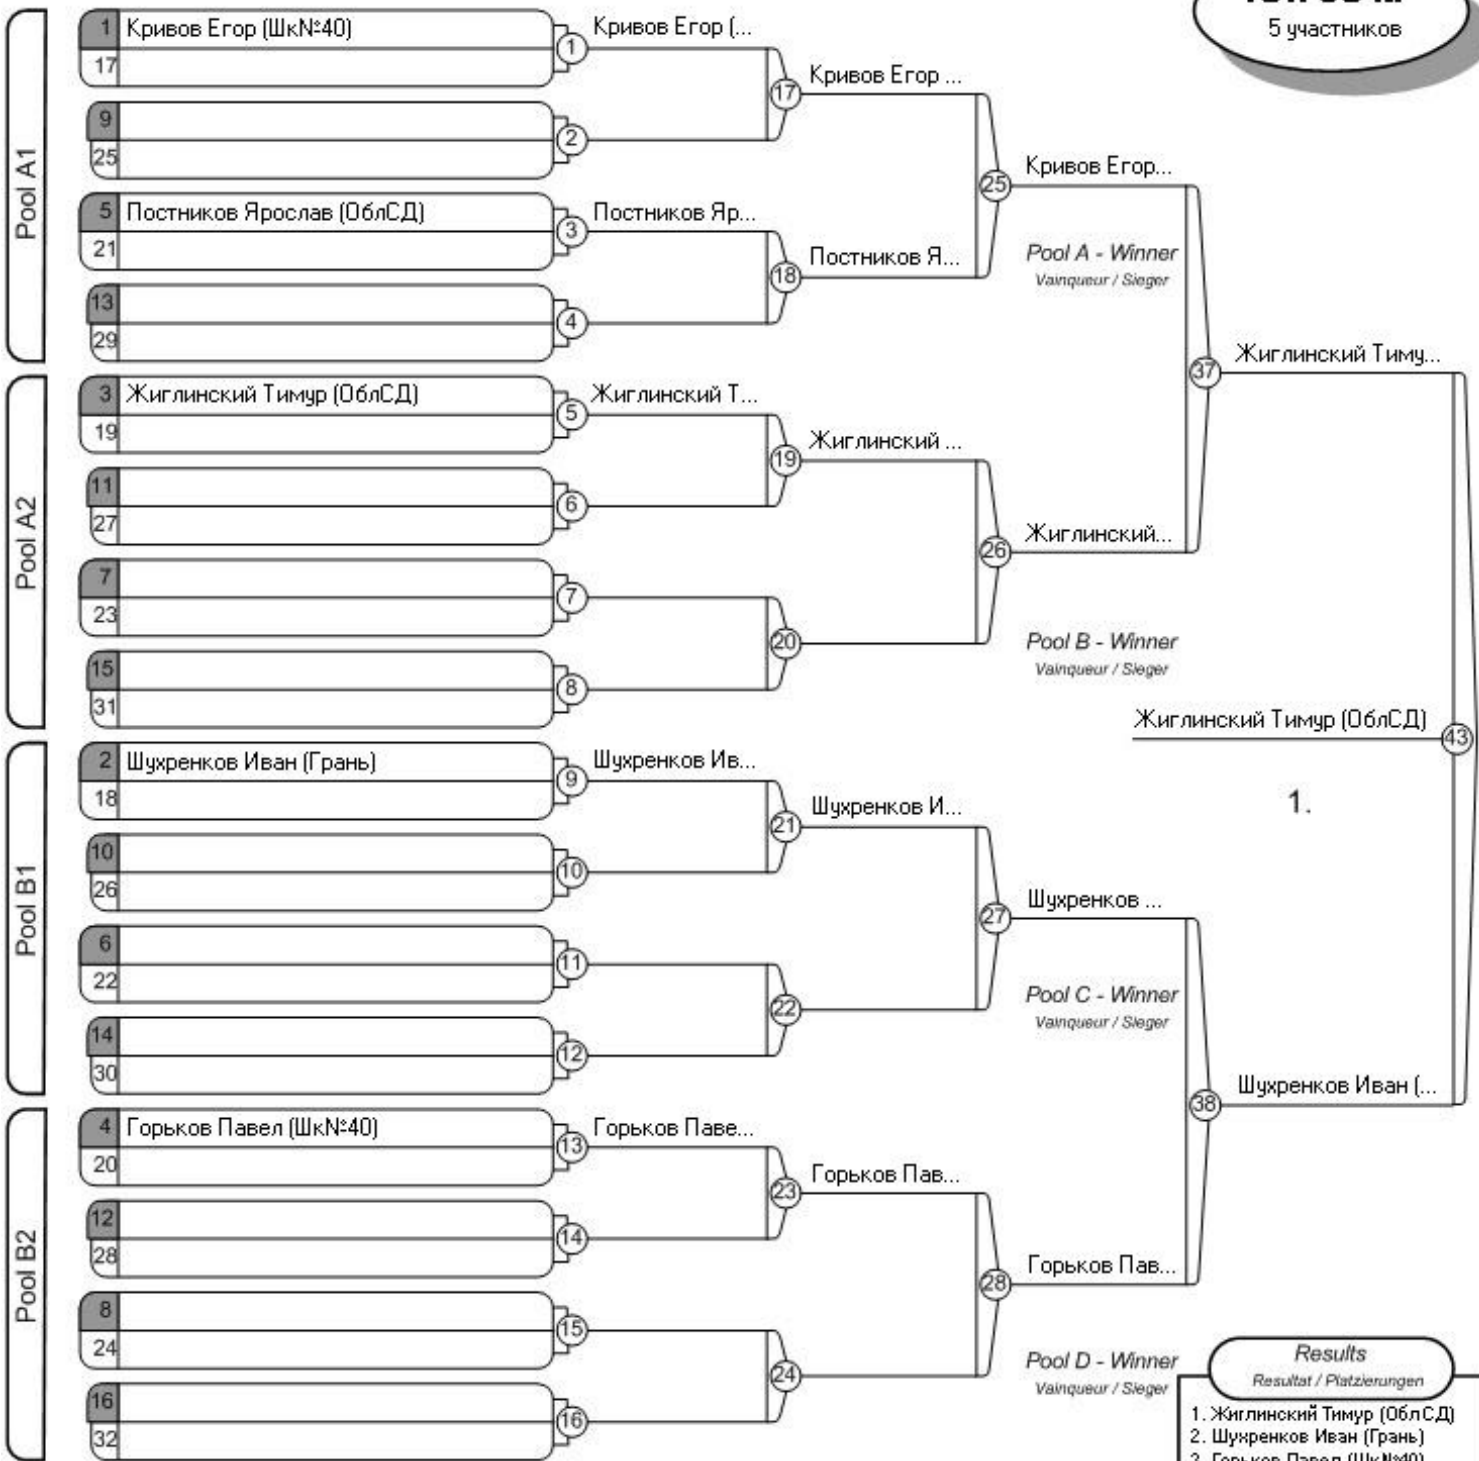 5 участников
Pool A1
1 Кривов Егор (Шк№40)
17
1
Кривов Егор (...
9
25
2
17
Кривов Егор ...
5 Постников Ярослав (ОблСД)
21
3
Постников Яр...
13
29
4
18
Постников Я...
25
Кривов Егор...
Pool A - Winner
Vainqueur / Sieger
Pool A2
3 Жиглинский Тимур (ОблСД)
19
5
Жиглинский Т...
11
27
6
19
Жиглинский ...
7
23
7
15
31
8
20
26
Жиглинский...
Pool B - Winner
Vainqueur / Sieger
37
Жиглинский Тиму...
Жиглинский Тимур (ОблСД)
43
1.
Pool B1
2 Шухренков Иван (Грань)
18
9
Шухренков Ив...
10
26
10
21
Шухренков И...
6
22
11
14
30
12
22
27
Шухренков ...
Pool C - Winner
Vainqueur / Sieger
38
Шухренков Иван (...
Pool B2
4 Горьков Павел (ШкN№40)
20
13
Горьков Паве...
12
28
14
23
Горьков Пав...
8
24
15
16
32
16
24
28
Горьков Пав...
Pool D - Winner
Vainqueur / Sieger
Results
Resultat / Platzierungen
1. Жиглинский Тимур (ОблСД)
2. Шухренков Иван (Грань)
3. Горьков Павел (Шк№40)